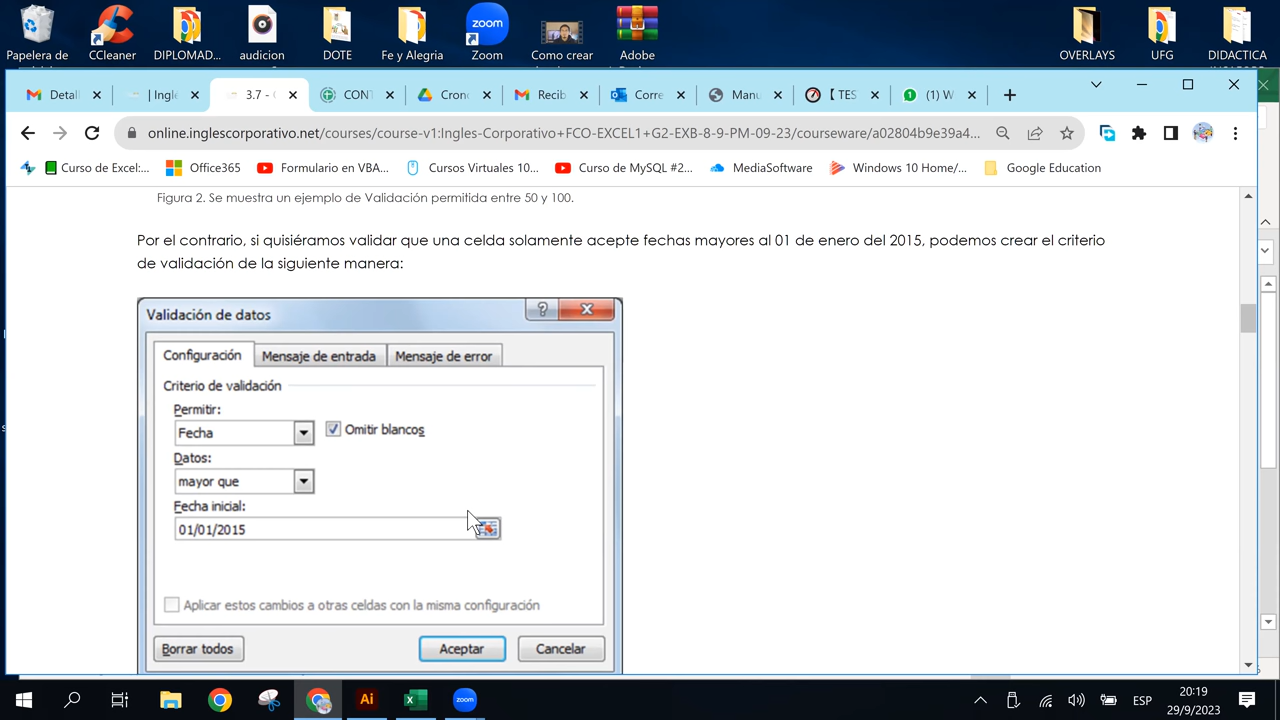 Papelera de
CCleaner
DIPLOMAD...
audicion
DOTE
Fe y Alegria
zoom
Zoom
Como crear
Adobe
OVERLAYS
UFG
DIDACTICA
Detal
| Ingle
3.7 -
CON
Cron
Recib
Corre
Manu
【 TES
(1) W
online.inglescorporativo.net/courses/course-v1:Ingles-Corporativo+FCO-EXCEL1+G2-EXB-8-9-PM-09-23/courseware/a02804b9e39a4...
Curso de Excel:...
Office365
Formulario en VBA...
Cursos Virtuales 10...
Curso de MySQL #2...
MediaSoftware
Windows 10 Home/...
Google Education
Figura 2. Se muestra un ejemplo de Validación permitida entre 50 y 100.
Por el contrario, si quisiéramos validar que una celda solamente acepte fechas mayores al 01 de enero del 2015, podemos crear el criterio
de validación de la siguiente manera:
Validación de datos
Configuración
Mensaje de entrada
Mensaje de error
Criterio de validación
Permitir:
Fecha
Omitir blancos
Datos:
mayor que
Fecha inicial:
01/01/2015
Aplicar estos cambios a otras celdas con la misma configuración
Borrar todos
Aceptar
Cancelar
Ai
zoom
ESP
20:19
29/9/2023